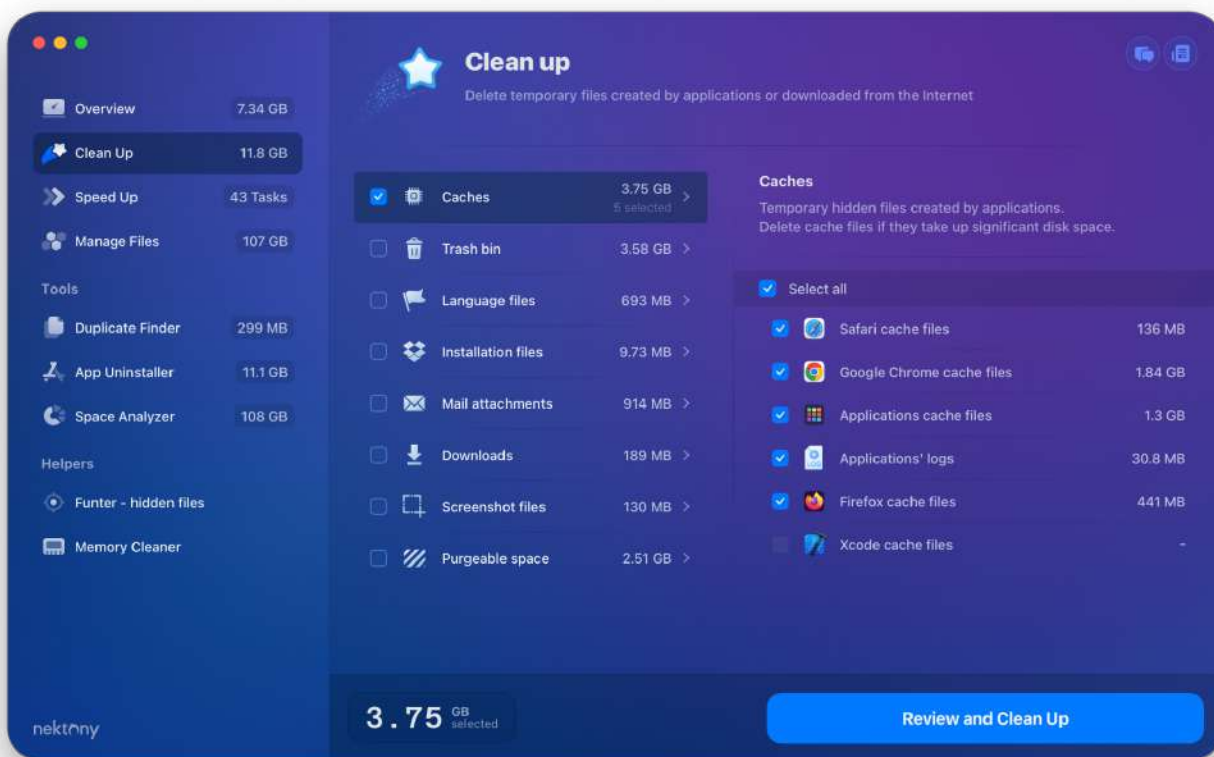 Overview 7.34 GB
Clean Up 11.8 GB
Speed Up 43 Tasks
Manage Files 107 GB
Tools
Duplicate Finder 299 MB
App Uninstaller 11.1 GB
Space Analyzer 108 GB
Helpers
Funter - hidden files
Memory Cleaner
nektony
Clean up
Delete temporary files created by applications or downloaded from the Internet
Caches 3.75 GB
5 selected
Trash bin 3.58 GB
Language files 693 MB
Installation files 9.73 MB
Mail attachments 914 MB
Downloads 189 MB
Screenshot files 130 MB
Purgeable space 2.51 GB
Caches
Temporary hidden files created by applications.
Delete cache files if they take up significant disk space.
Select all
Safari cache files 136 MB
Google Chrome cache files 1.84 GB
Applications cache files 1.3 GB
Applications' logs 30.8 MB
Firefox cache files 441 MB
Xcode cache files -
3.75 GB
selected
Review and Clean Up